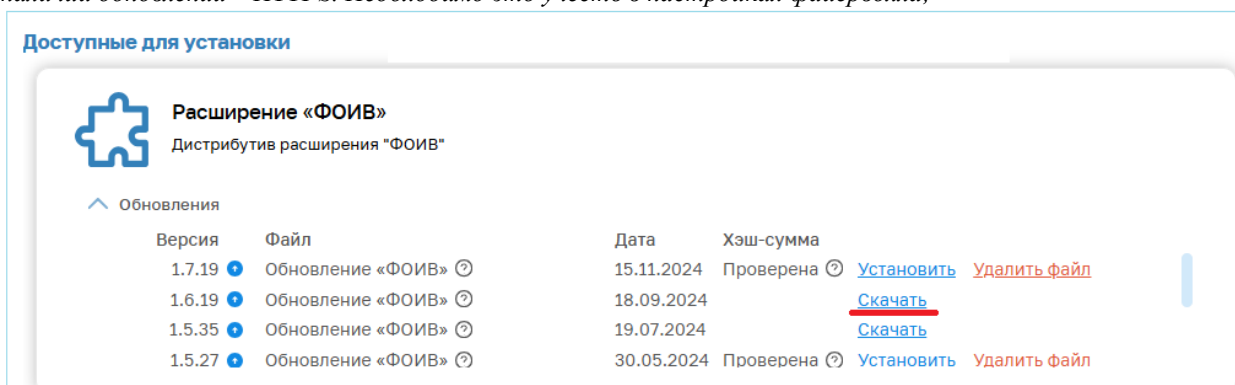 Доступные для установки
Расширение «ФОИВ»
Дистрибутив расширения "ФОИВ"
Обновления
Версия Файл Дата Хэш-сумма
1.7.19 Обновление «ФОИВ» 15.11.2024 Проверена Установить Удалить файл
1.6.19 Обновление «ФОИВ» 18.09.2024 Скачать
1.5.35 Обновление «ФОИВ» 19.07.2024 Скачать
1.5.27 Обновление «ФОИВ» 30.05.2024 Проверена Установить Удалить файл